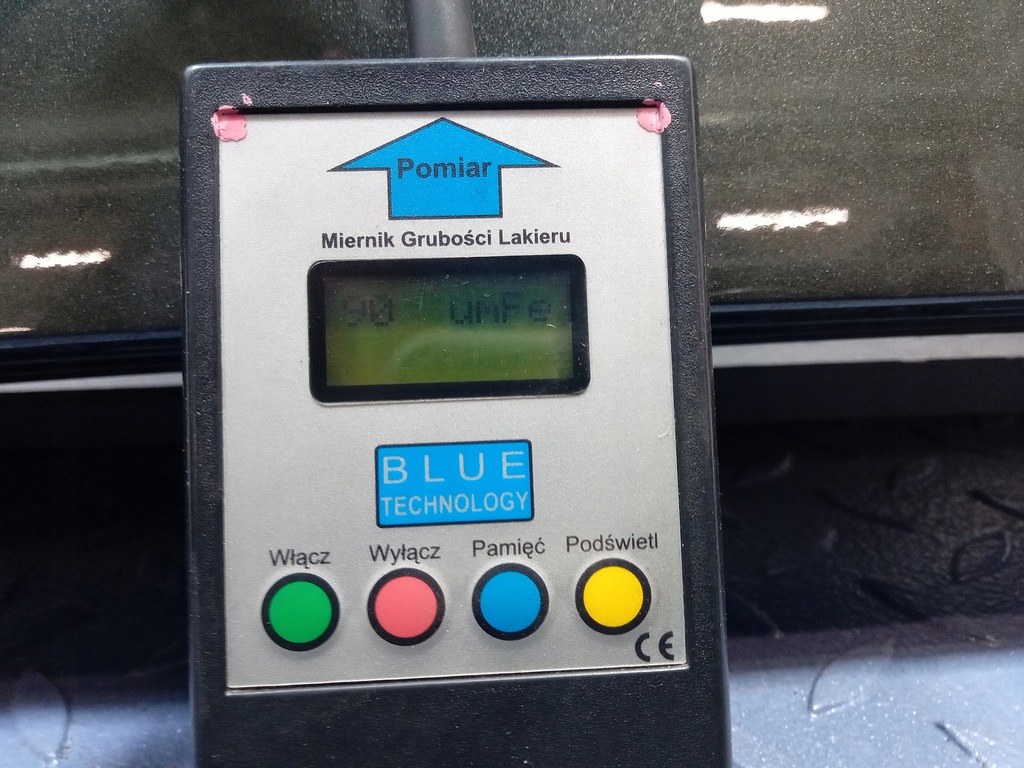 Pomiar
Miernik Grubości Lakieru
90 umFe
BLUE
TECHNOLOGY
Włącz Wyłącz Pamięć Podświetl
CE